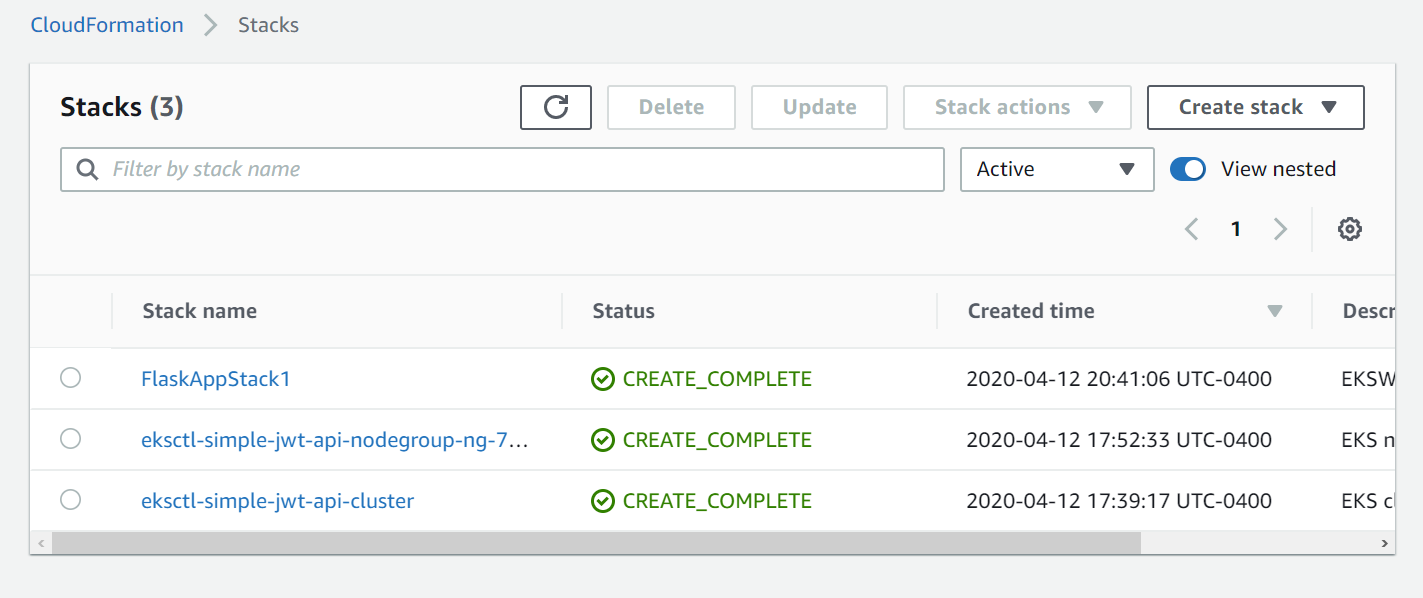 CloudFormation > Stacks
Stacks (3) Delete Update Stack actions Create stack
Filter by stack name Active View nested
1
Stack name Status Created time Descr
FlaskAppStack1 CREATE_COMPLETE 2020-04-12 20:41:06 UTC-0400 EKSW
eksctl-simple-jwt-api-nodegroup-ng-7... CREATE_COMPLETE 2020-04-12 17:52:33 UTC-0400 EKS n
eksctl-simple-jwt-api-cluster CREATE_COMPLETE 2020-04-12 17:39:17 UTC-0400 EKS cl